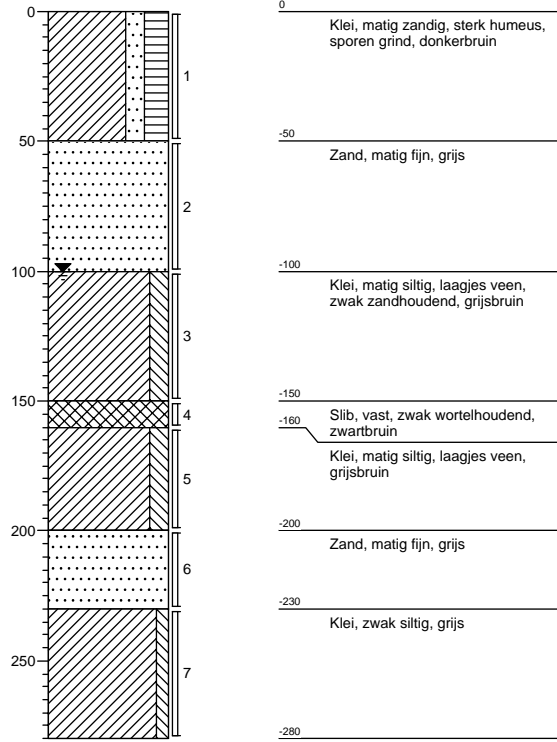 0
50
100
150
200
250
1
2
3
4
5
6
7
0
Klei, matig zandig, sterk humeus,
sporen grind, donkerbruin
-50
Zand, matig fijn, grijs
-100
Klei, matig siltig, laagjes veen,
zwak zandhoudend, grijsbruin
-150
Slib, vast, zwak wortelhoudend,
zwartbruin
-160
Klei, matig siltig, laagjes veen,
grijsbruin
-200
Zand, matig fijn, grijs
-230
Klei, zwak siltig, grijs
-280